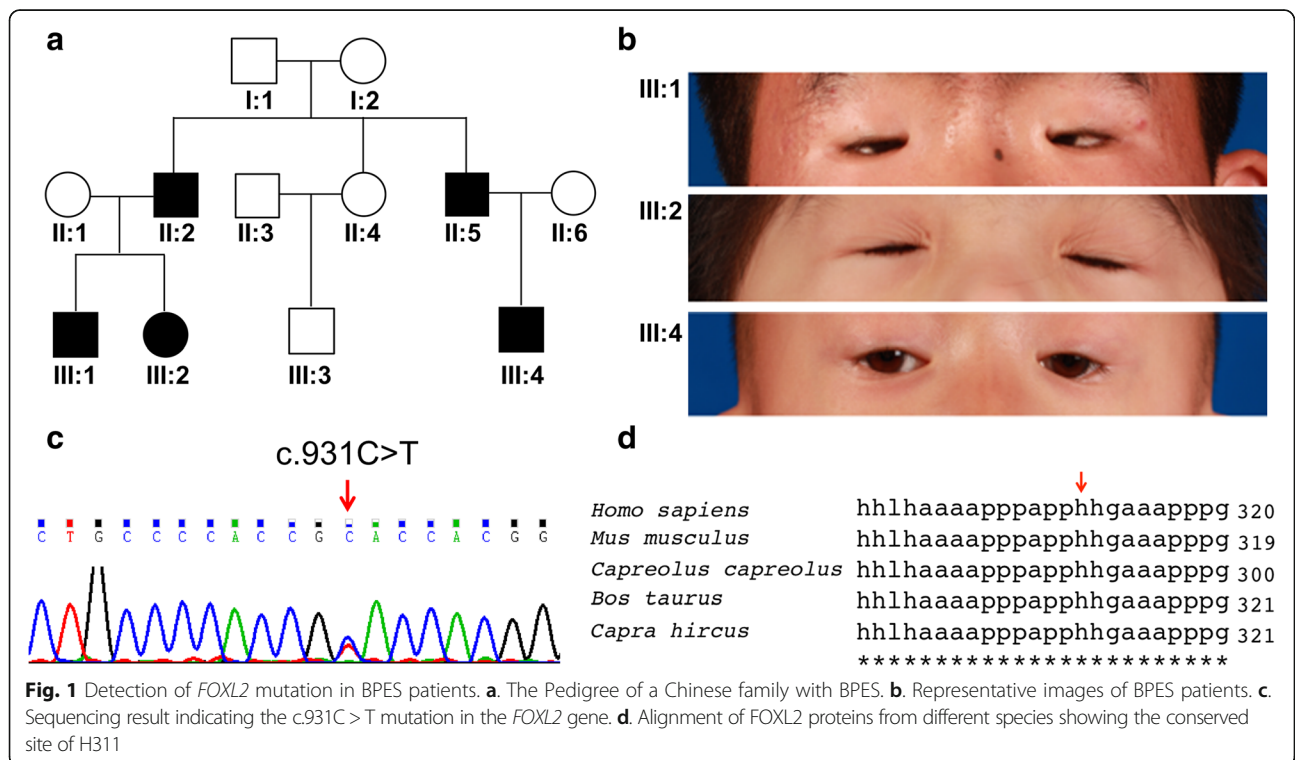 a
I:1 I:2
II:1 II:2 II:3 II:4 II:5 II:6
III:1 III:2 III:3 III:4
b
III:1
III:2
III:4
c
c.931C>T
C T G C C C C A C C G C A C C A C G G
d
Homo sapiens hhlhaaaapppapphhgaaapppg 320
Mus musculus hhlhaaaapppapphhgaaapppg 319
Capreolus capreolus hhlhaaaapppapphhgaaapppg 300
Bos taurus hhlhaaaapppapphhgaaapppg 321
Capra hircus hhlhaaaapppapphhgaaapppg 321
************************
Fig. 1 Detection of FOXL2 mutation in BPES patients. a. The Pedigree of a Chinese family with BPES. b. Representative images of BPES patients. c.
Sequencing result indicating the c.931C > T mutation in the FOXL2 gene. d. Alignment of FOXL2 proteins from different species showing the conserved
site of H311